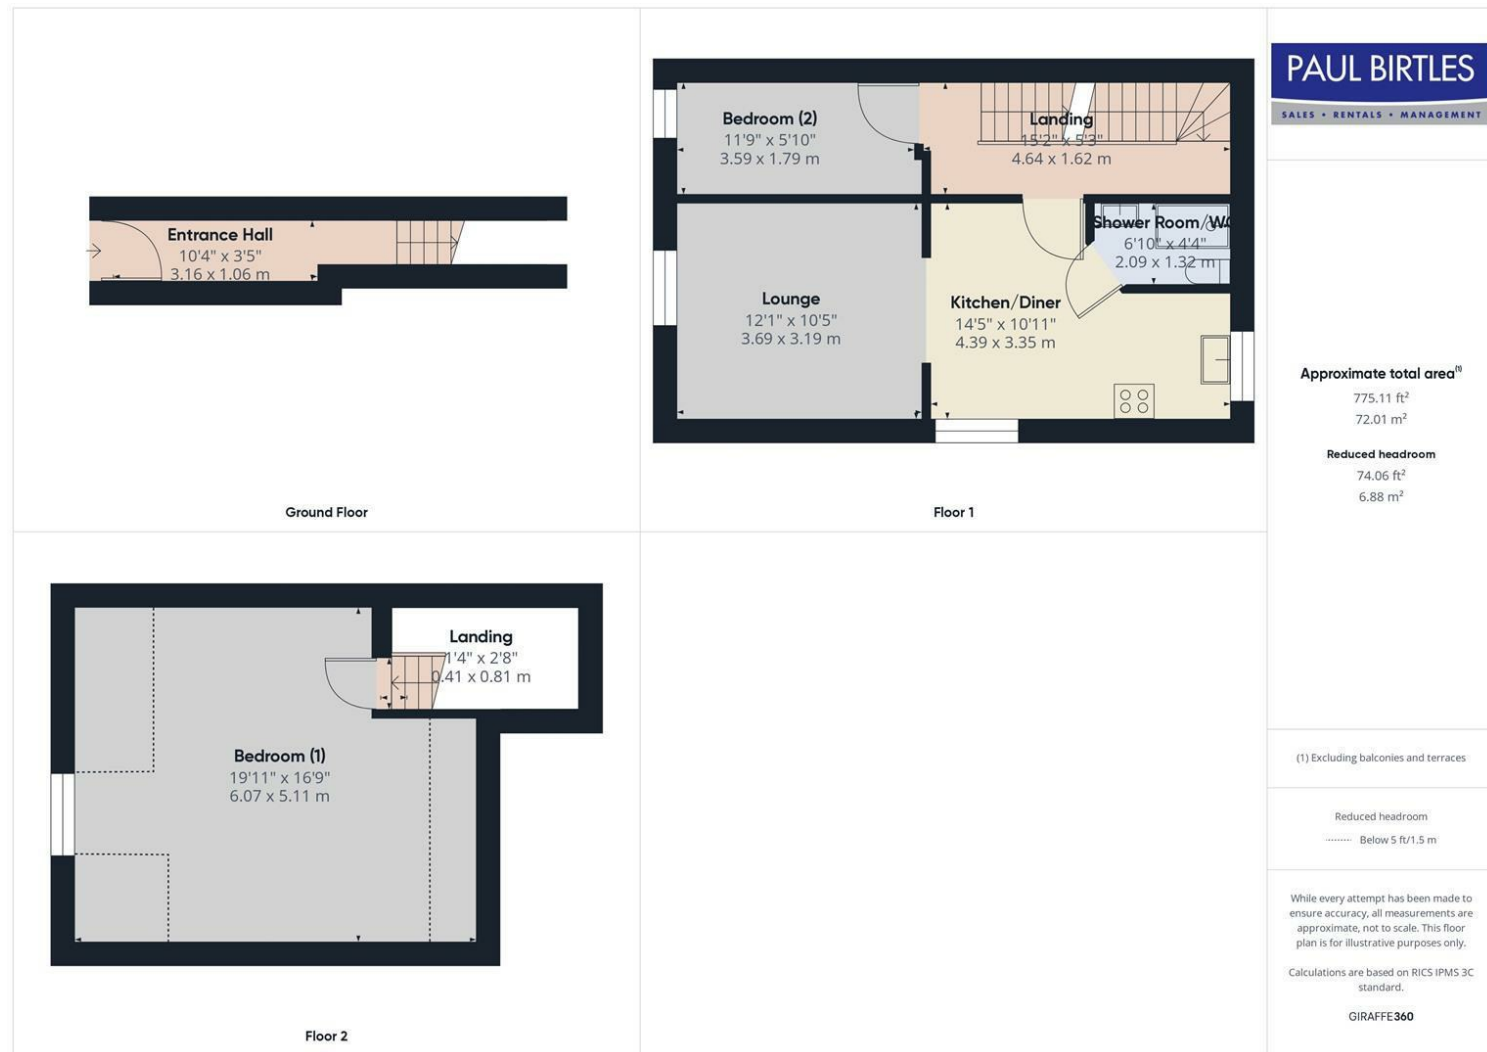 Entrance Hall
10'4" x 3'5"
3.16 x 1.06 m
Ground Floor
Bedroom (2)
11'9" x 5'10"
3.59 x 1.79 m
Landing
15'2" x 5'3"
4.64 x 1.62 m
Shower Room/WC
6'10" x 4'4"
2.09 x 1.32 m
Lounge
12'1" x 10'5"
3.69 x 3.19 m
Kitchen/Diner
14'5" x 10'11"
4.39 x 3.35 m
Floor 1
Landing
1'4" x 2'8"
0.41 x 0.81 m
Bedroom (1)
19'11" x 16'9"
6.07 x 5.11 m
Floor 2
PAUL BIRTLES
SALES • RENTALS • MANAGEMENT
Approximate total area(1)
775.11 ft²
72.01 m²
Reduced headroom
74.06 ft²
6.88 m²
(1) Excluding balconies and terraces
Reduced headroom
Below 5 ft/1.5 m
While every attempt has been made to
ensure accuracy, all measurements are
approximate, not to scale. This floor
plan is for illustrative purposes only.
Calculations are based on RICS IPMS 3C
standard.
GIRAFFE360